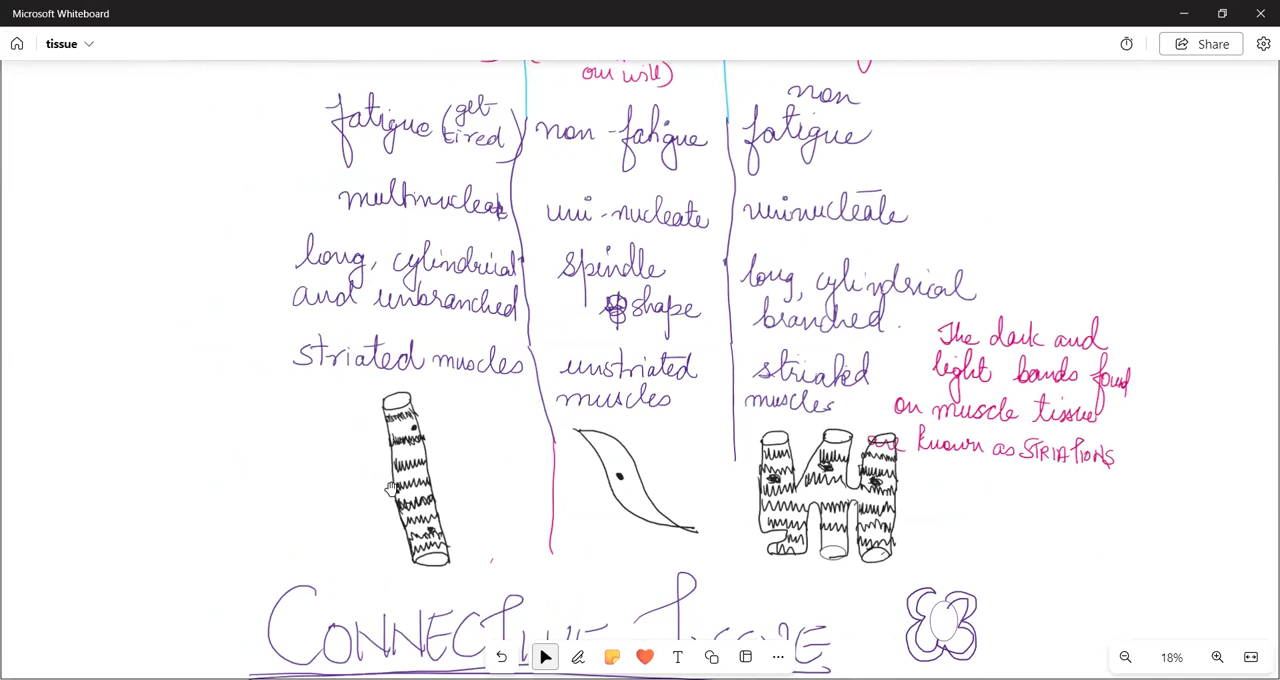 Microsoft Whiteboard
tissue
Share
our will)
fatigue (get tired)
non-fatigue
non fatigue
multinucleate
uni-nucleate
uninucleate
long, cylindrical
and unbranched
spindle
shape
long, cylindrical
branched.
striated muscles
unstriated
muscles
striated
muscles
The dark and
light bands found
on muscle tissue
are known as STRIATIONS
CONNECTIVE TISSUE
18%